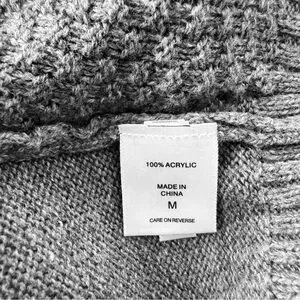 100% ACRYLIC
MADE IN
CHINA
M
CARE ON REVERSE